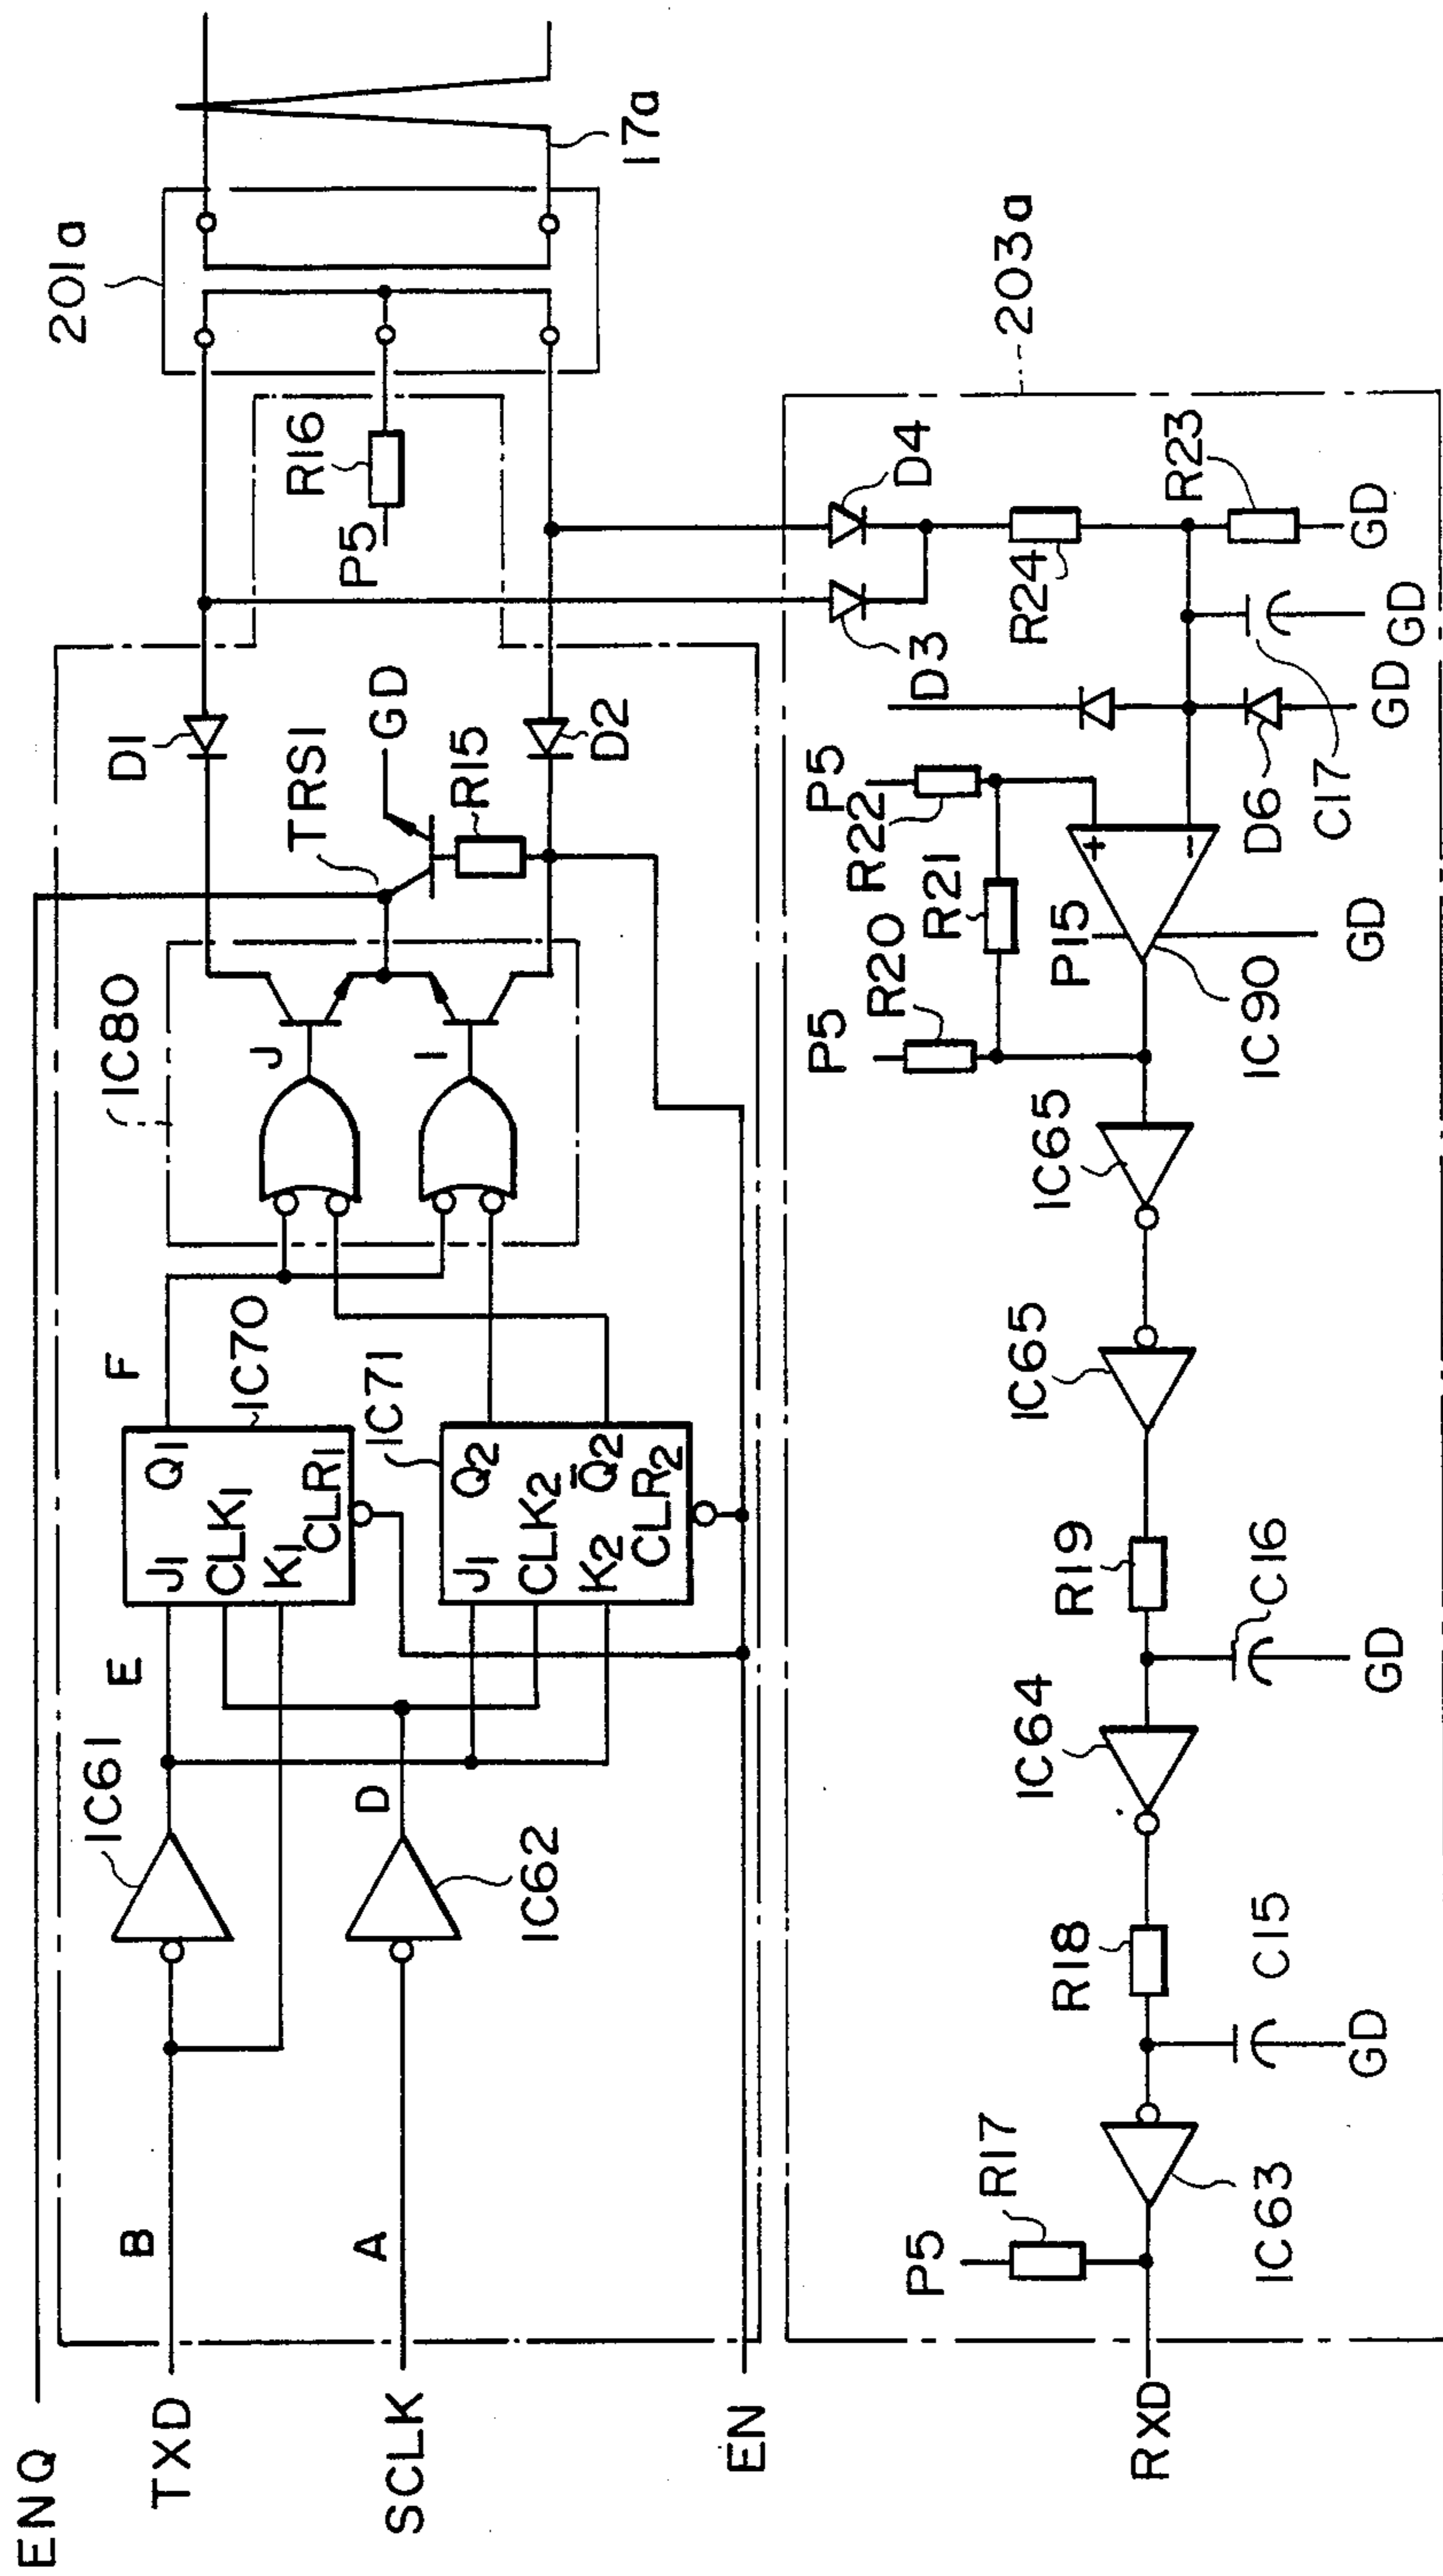 ENQ
TXD
SCLK
EN
RXD
B
A
IC61
IC62
D
E
F
J1
Q1
CLK1
K1
CLR1
IC70
J1
Q2
CLK2
K2
Q̄2
CLR2
IC71
IC80
J
I
TRS1
GD
R15
D1
D2
P5
R16
201a
17a
203a
D3
D4
R24
R23
GD
C17
GD
D3
D6
GD
P5
R22
R21
P5
R20
+
-
P15
GD
IC90
IC65
IC65
R19
C16
GD
IC64
R18
C15
GD
IC63
P5
R17